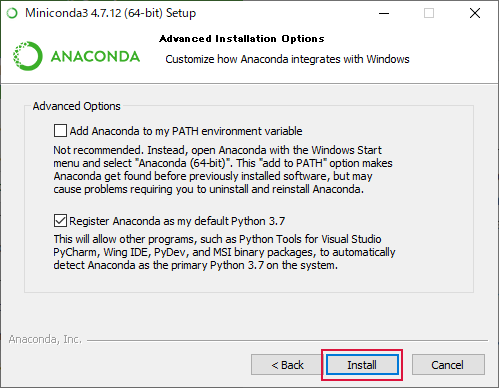 Miniconda3 4.7.12 (64-bit) Setup
Advanced Installation Options
Customize how Anaconda integrates with Windows
ANACONDA
Advanced Options
Add Anaconda to my PATH environment variable
Not recommended. Instead, open Anaconda with the Windows Start
menu and select "Anaconda (64-bit)". This "add to PATH" option makes
Anaconda get found before previously installed software, but may
cause problems requiring you to uninstall and reinstall Anaconda.
Register Anaconda as my default Python 3.7
This will allow other programs, such as Python Tools for Visual Studio
PyCharm, Wing IDE, PyDev, and MSI binary packages, to automatically
detect Anaconda as the primary Python 3.7 on the system.
Anaconda, Inc.
< Back
Install
Cancel